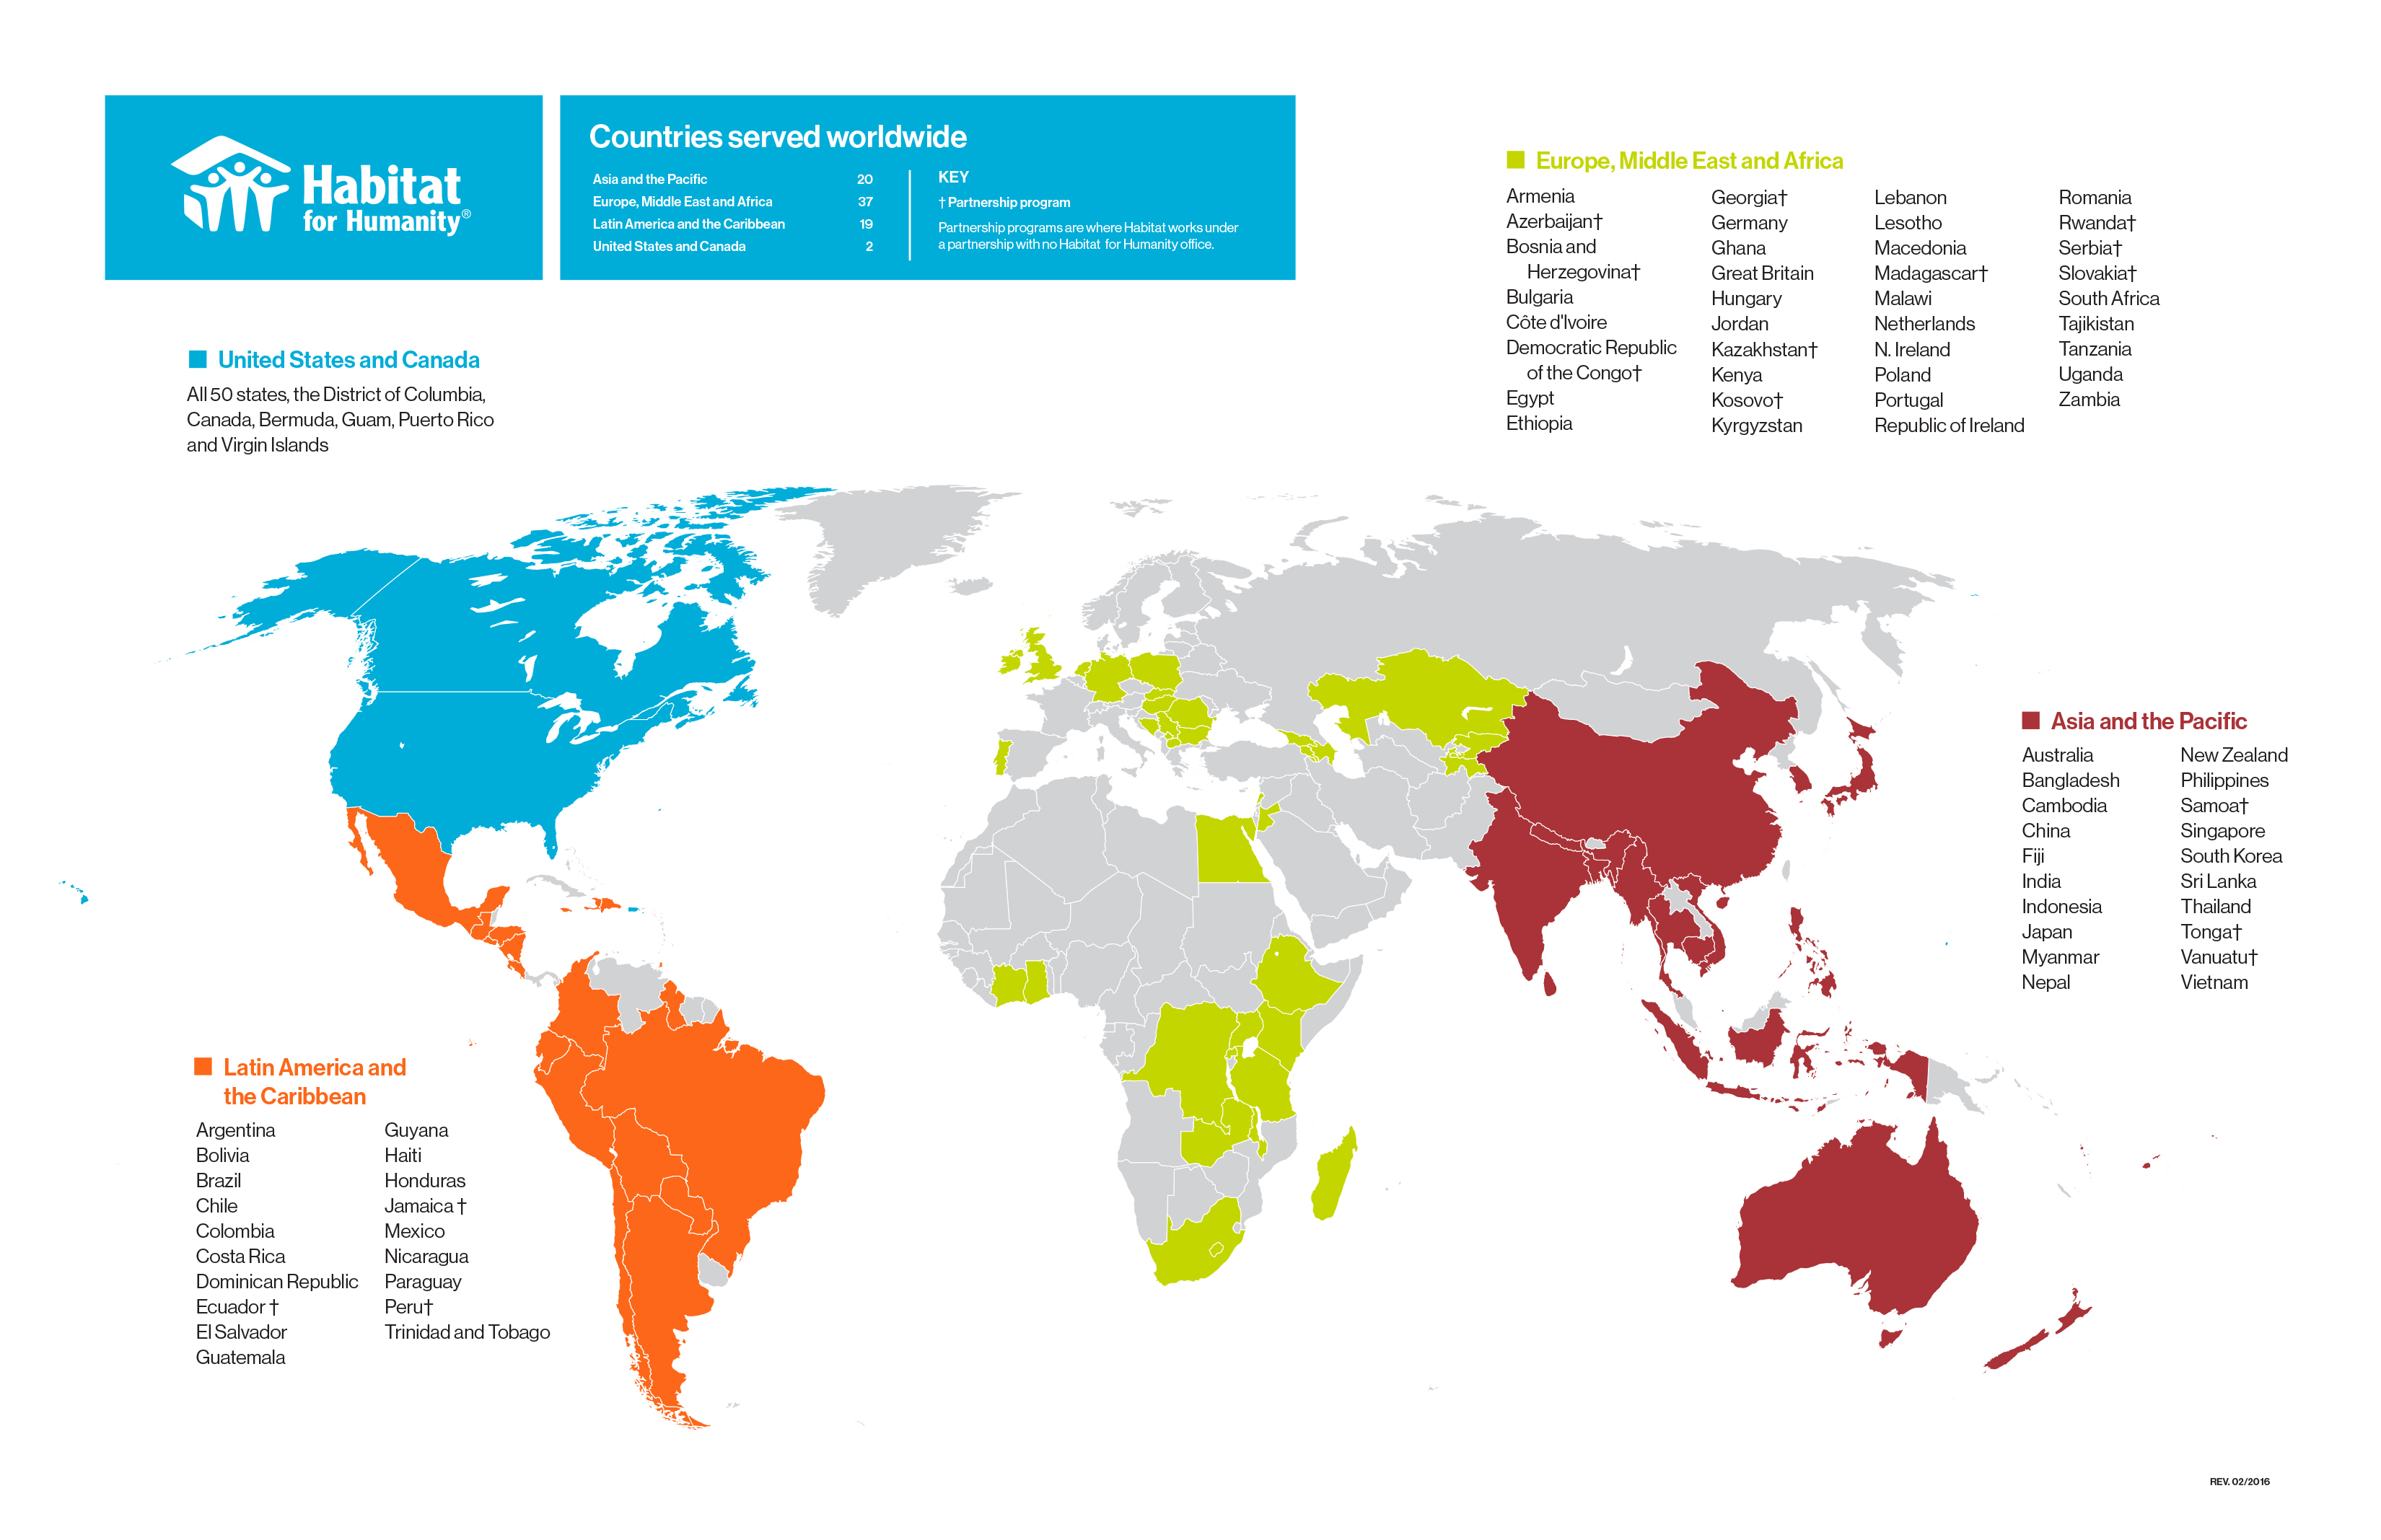 Habitat
for Humanity®
Countries served worldwide
Asia and the Pacific 20
Europe, Middle East and Africa 37
Latin America and the Caribbean 19
United States and Canada 2
KEY
† Partnership program
Partnership programs are where Habitat works under
a partnership with no Habitat for Humanity office.
Europe, Middle East and Africa
Armenia
Azerbaijan†
Bosnia and
Herzegovina†
Bulgaria
Côte d'Ivoire
Democratic Republic
of the Congo†
Egypt
Ethiopia
Georgia†
Germany
Ghana
Great Britain
Hungary
Jordan
Kazakhstan†
Kenya
Kosovo†
Kyrgyzstan
Lebanon
Lesotho
Macedonia
Madagascar†
Malawi
Netherlands
N. Ireland
Poland
Portugal
Republic of Ireland
Romania
Rwanda†
Serbia†
Slovakia†
South Africa
Tajikistan
Tanzania
Uganda
Zambia
United States and Canada
All 50 states, the District of Columbia,
Canada, Bermuda, Guam, Puerto Rico
and Virgin Islands
Asia and the Pacific
Australia
Bangladesh
Cambodia
China
Fiji
India
Indonesia
Japan
Myanmar
Nepal
New Zealand
Philippines
Samoa†
Singapore
South Korea
Sri Lanka
Thailand
Tonga†
Vanuatu†
Vietnam
Latin America and
the Caribbean
Argentina
Bolivia
Brazil
Chile
Colombia
Costa Rica
Dominican Republic
Ecuador †
El Salvador
Guatemala
Guyana
Haiti
Honduras
Jamaica †
Mexico
Nicaragua
Paraguay
Peru†
Trinidad and Tobago
REV. 02/2016